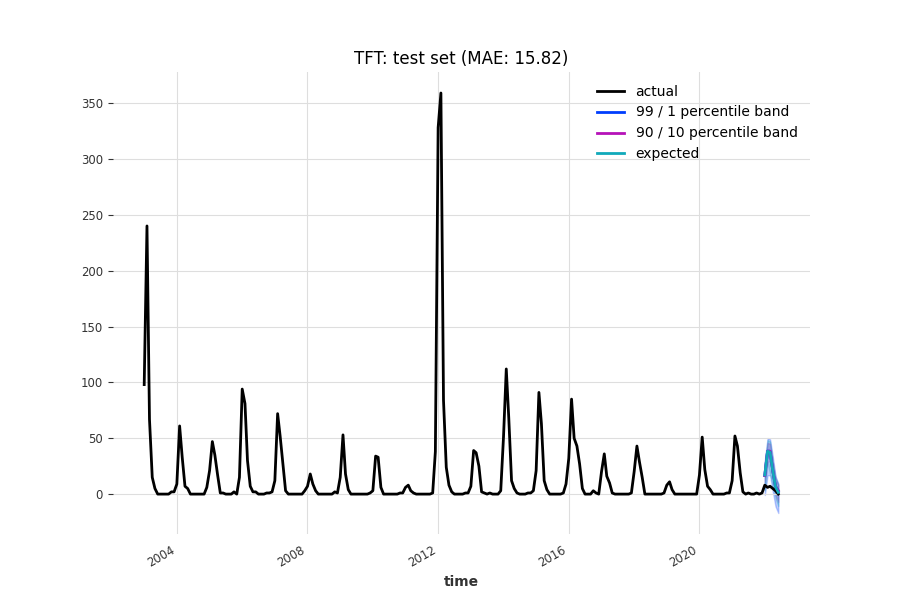 TFT: test set (MAE: 15.82)
actual
99 / 1 percentile band
90 / 10 percentile band
expected
350
300
250
200
150
100
50
0
2004
2008
2012
2016
2020
time